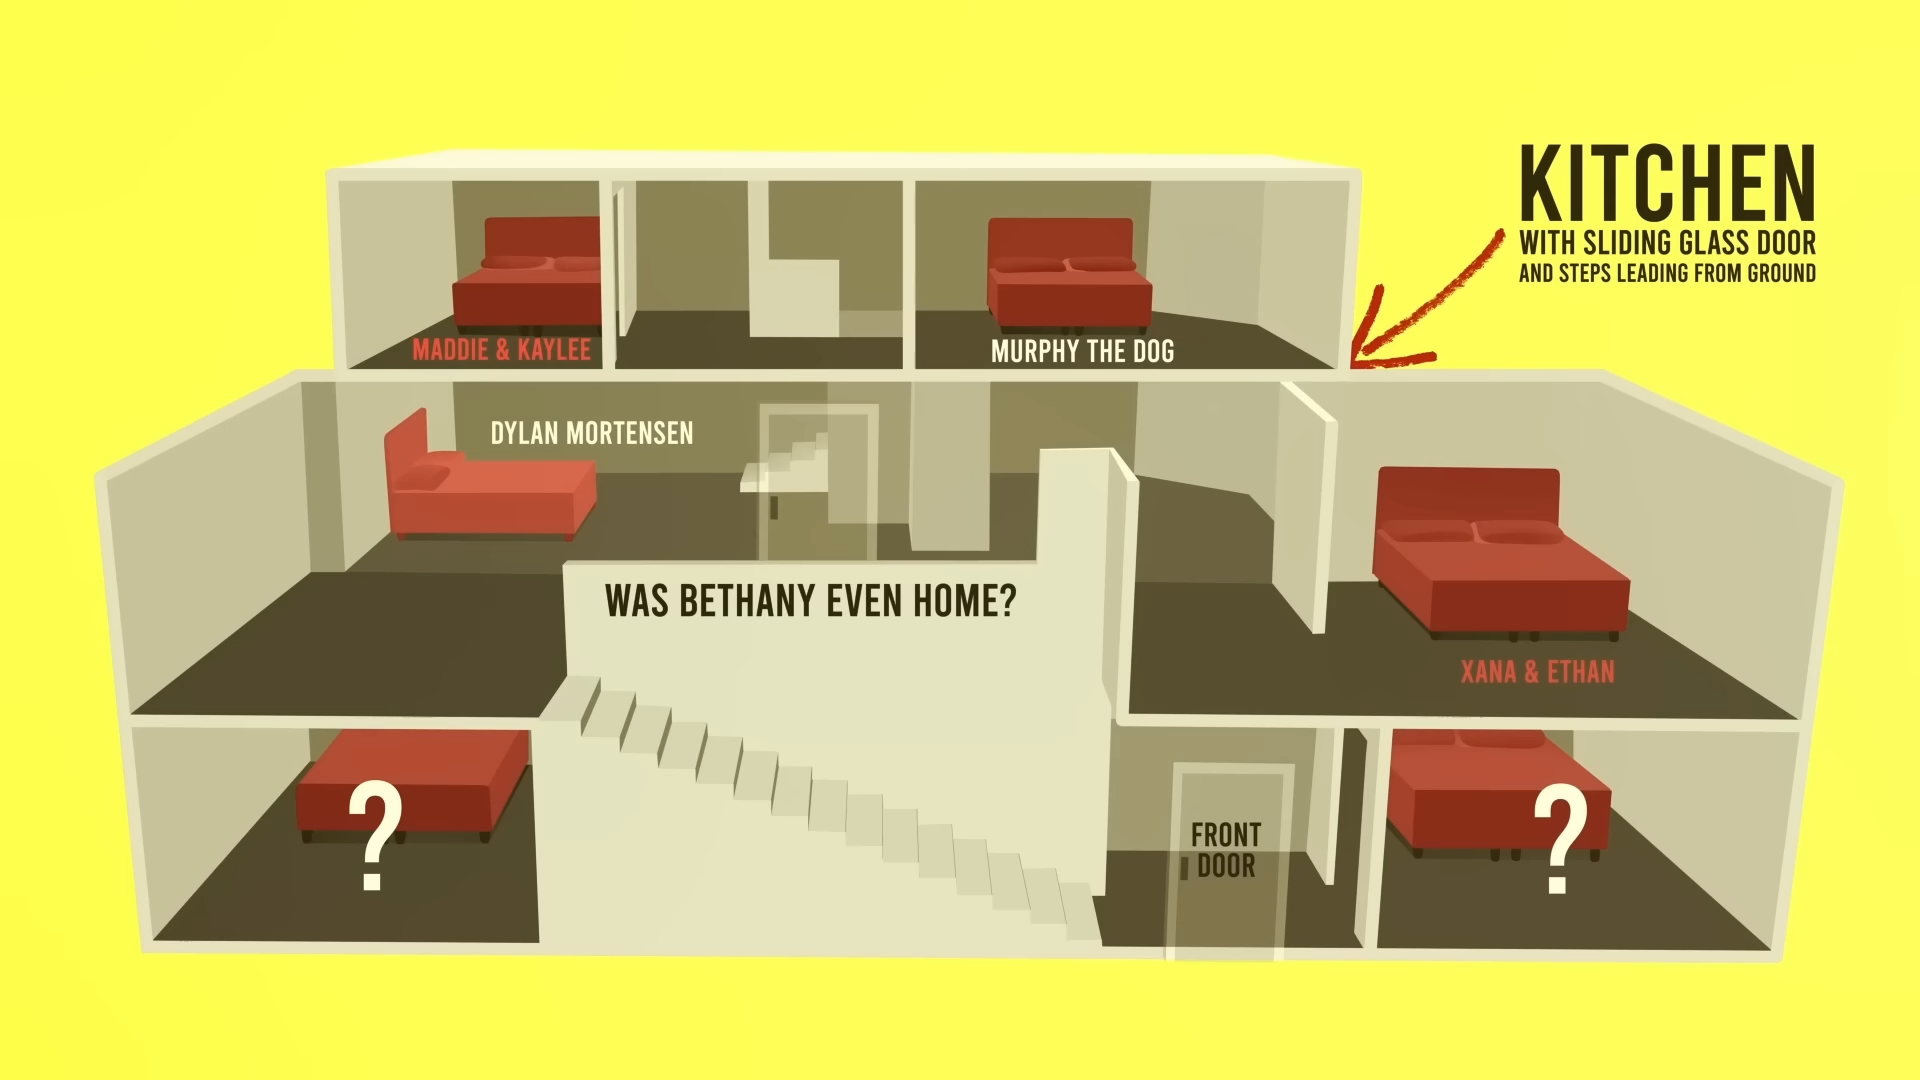 KITCHEN
WITH SLIDING GLASS DOOR
AND STEPS LEADING FROM GROUND
MADDIE & KAYLEE
MURPHY THE DOG
DYLAN MORTENSEN
WAS BETHANY EVEN HOME?
XANA & ETHAN
?
FRONT
DOOR
?